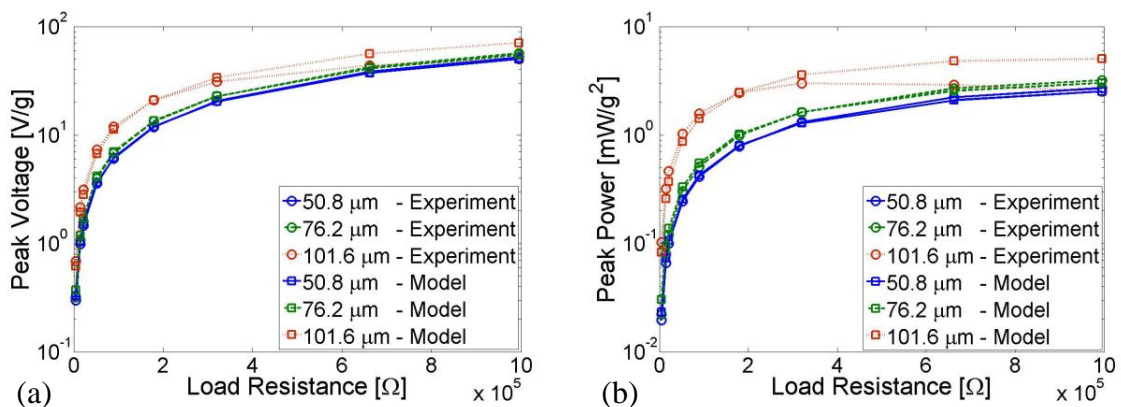 Peak Voltage [V/g]
10^2
10^1
10^0
10^-1
50.8 μm - Experiment
76.2 μm - Experiment
101.6 μm - Experiment
50.8 μm - Model
76.2 μm - Model
101.6 μm - Model
0 2 4 6 8 10
Load Resistance [Ω]
x 10^5
(a)
Peak Power [mW/g^2]
10^1
10^0
10^-1
10^-2
50.8 μm - Experiment
76.2 μm - Experiment
101.6 μm - Experiment
50.8 μm - Model
76.2 μm - Model
101.6 μm - Model
0 2 4 6 8 10
Load Resistance [Ω]
x 10^5
(b)